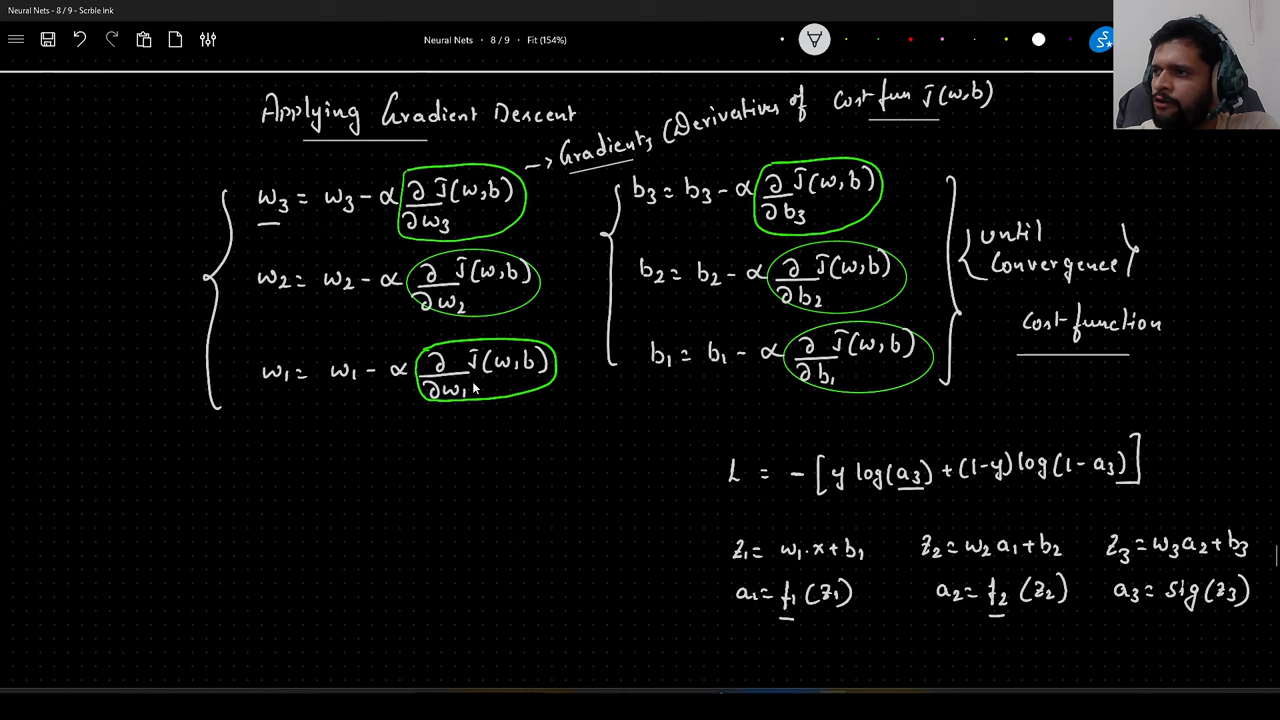 Neural Nets - 8 / 9 - Scrble Ink
Neural Nets • 8 / 9 • Fit (154%)
Applying Gradient Descent
→ Gradients (Derivatives of cost fun J(w,b)
w3 = w3 - α ∂/∂w3 J(w,b)
w2 = w2 - α ∂/∂w2 J(w,b)
w1 = w1 - α ∂/∂w1 J(w,b)
b3 = b3 - α ∂/∂b3 J(w,b)
b2 = b2 - α ∂/∂b2 J(w,b)
b1 = b1 - α ∂/∂b1 J(w,b)
{until
convergence}
cost function
L = -[y log(a3) + (1-y) log(1-a3)]
z1 = w1.x + b1 z2 = w2 a1 + b2 z3 = w3 a2 + b3
a1 = f1(z1) a2 = f2(z2) a3 = sig(z3)